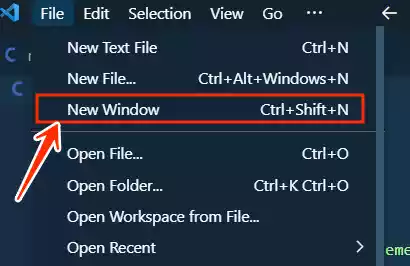 File Edit Selection View Go ...
New Text File Ctrl+N
New File... Ctrl+Alt+Windows+N
New Window Ctrl+Shift+N
Open File... Ctrl+O
Open Folder... Ctrl+K Ctrl+O
Open Workspace from File...
Open Recent